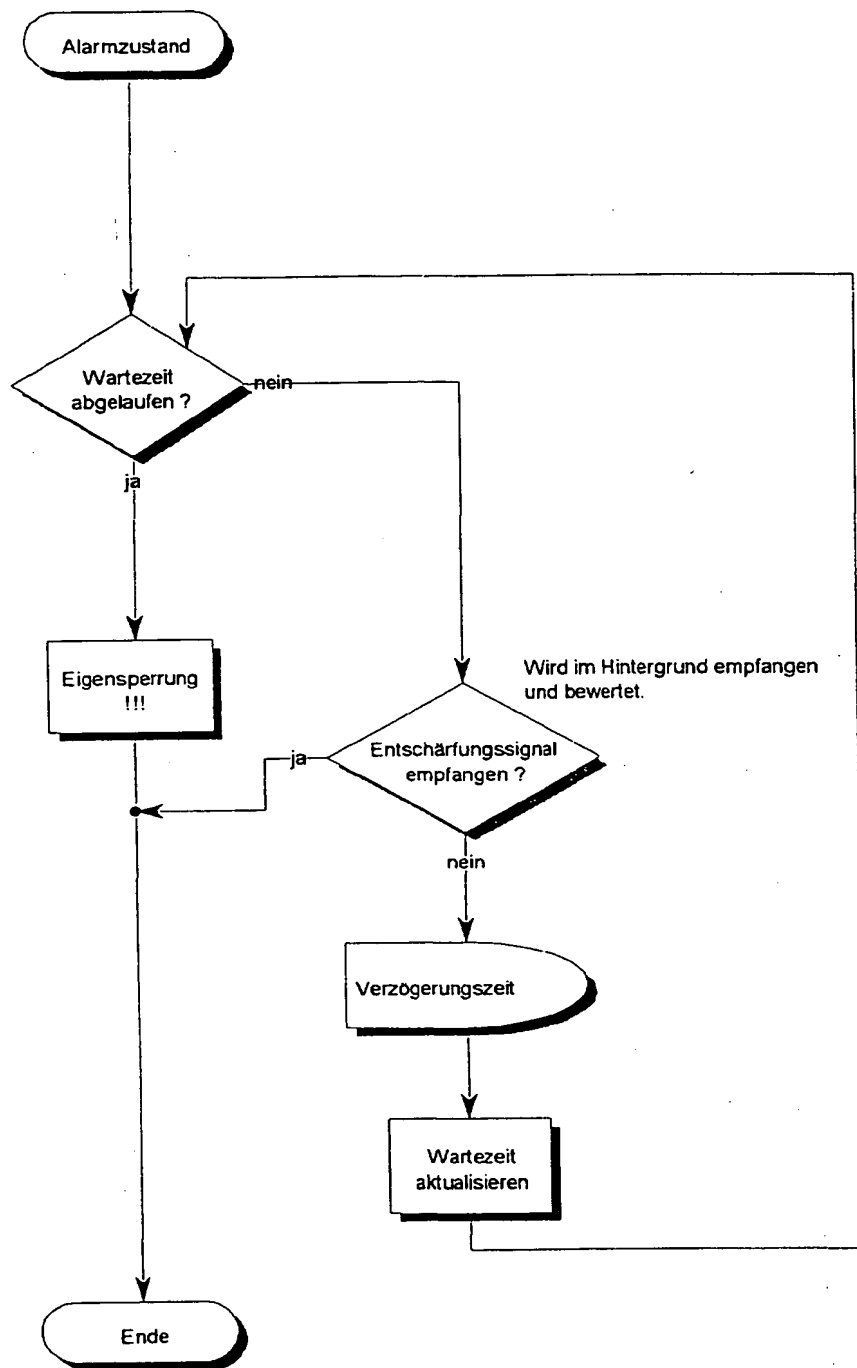 Alarmzustand
Wartezeit
abgelaufen ?
nein
ja
Eigensperrung
!!!
Wird im Hintergrund empfangen
und bewertet.
Entschärfungssignal
empfangen ?
ja
nein
Verzögerungszeit
Wartezeit
aktualisieren
Ende